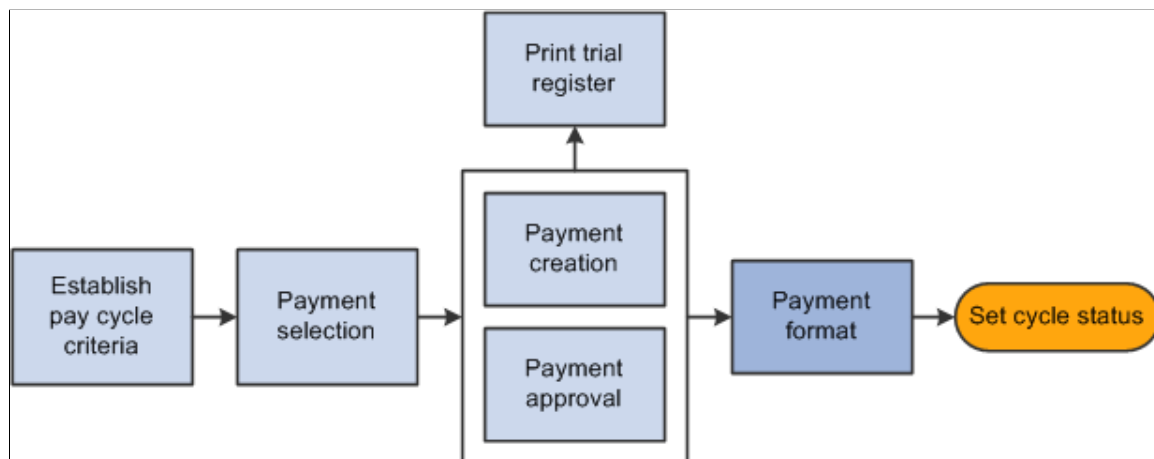 Print trial
register
Establish
pay cycle
criteria
Payment
selection
Payment
creation
Payment
approval
Payment
format
Set cycle status